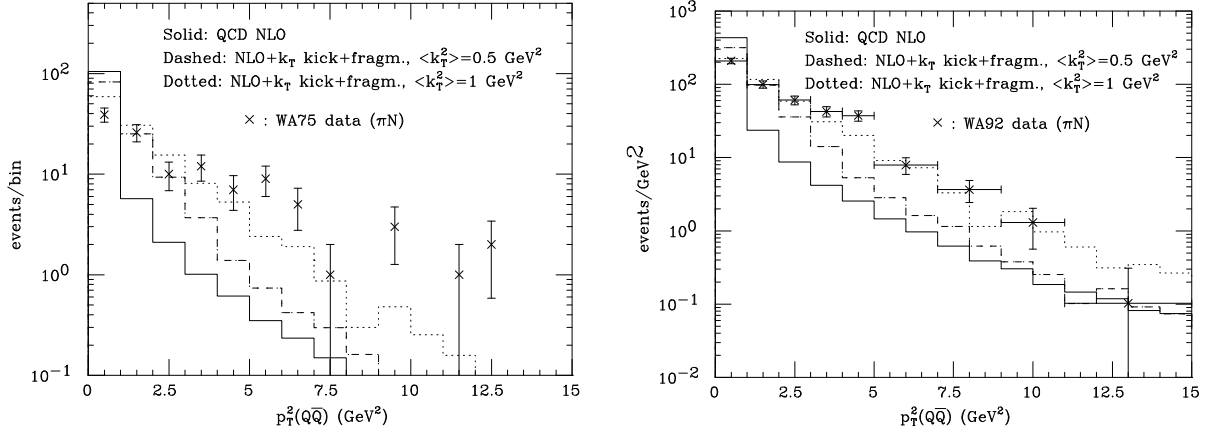 Solid: QCD NLO
Dashed: NLO+k_T kick+fragm., <k_T^2>=0.5 GeV^2
Dotted: NLO+k_T kick+fragm., <k_T^2>=1 GeV^2
× : WA75 data (πN)
events/bin
10^2
10^1
10^0
10^-1
0 2.5 5 7.5 10 12.5 15
p_T^2(QQ̅) (GeV^2)
Solid: QCD NLO
Dashed: NLO+k_T kick+fragm., <k_T^2>=0.5 GeV^2
Dotted: NLO+k_T kick+fragm., <k_T^2>=1 GeV^2
× : WA92 data (πN)
events/GeV^2
10^3
10^2
10^1
10^0
10^-1
10^-2
0 2.5 5 7.5 10 12.5 15
p_T^2(QQ̅) (GeV^2)